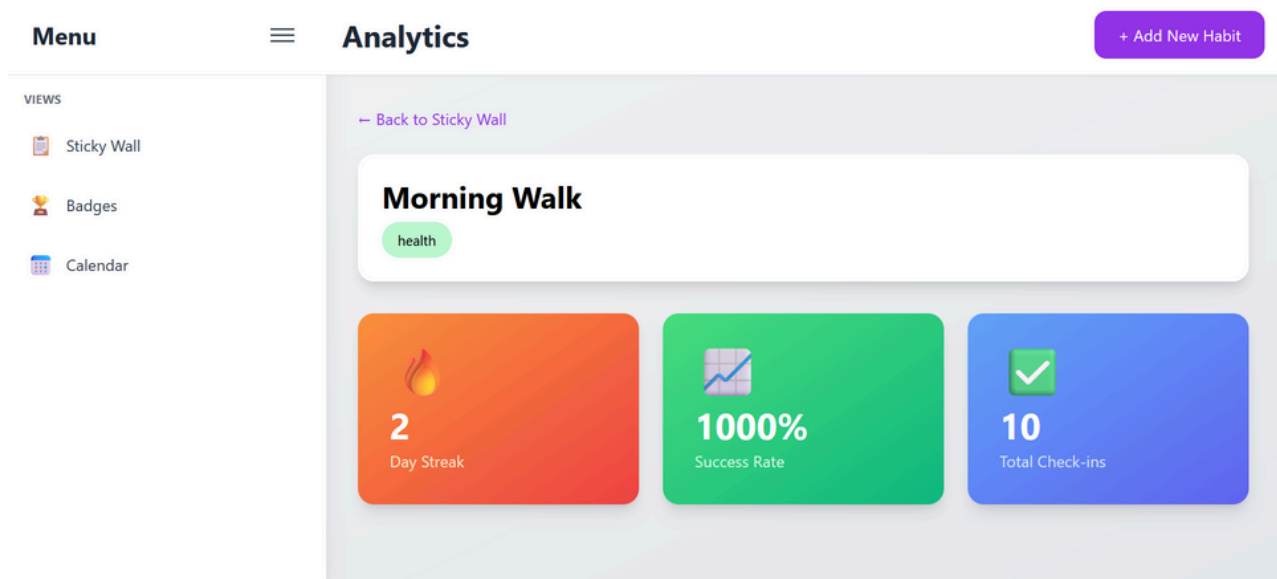 Menu
Analytics
+ Add New Habit
VIEWS
Sticky Wall
Badges
Calendar
← Back to Sticky Wall
Morning Walk
health
2
Day Streak
1000%
Success Rate
10
Total Check-ins